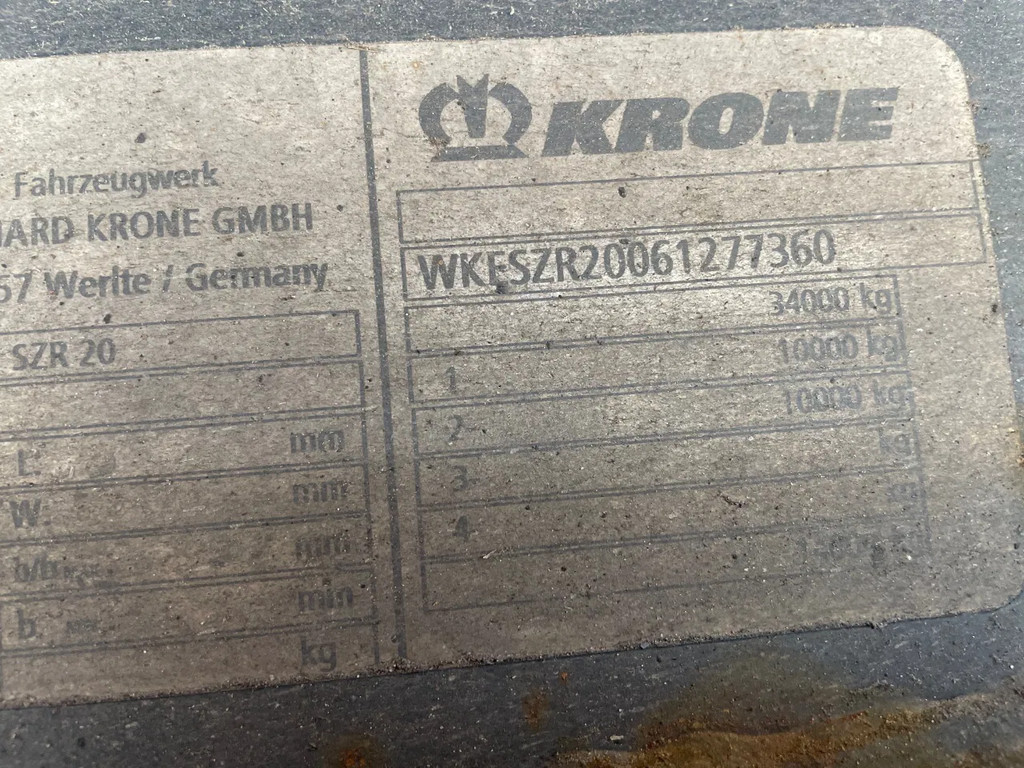 Fahrzeugwerk
ARD KRONE GMBH
57 Werlte / Germany
SZR 20
L: mm
W: mm
mm
b mm
kg
KRONE
WKESZR20061277360
34000 kg
1- 10000 kg
2- 10000 kg
3- kg
4-